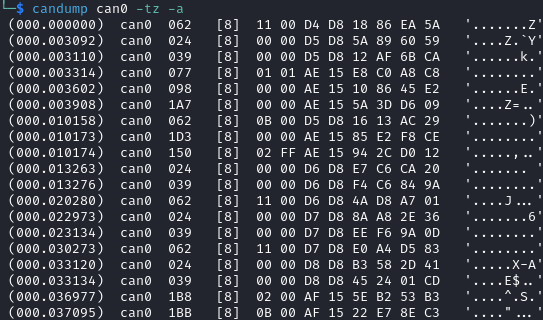 └─$ candump can0 -tz -a
(000.000000) can0 062 [8] 11 00 D4 D8 18 86 EA 5A '.......Z'
(000.003092) can0 024 [8] 00 00 D5 D8 5A 89 60 59 '....Z.`Y'
(000.003110) can0 039 [8] 00 00 D5 D8 12 AF 6B CA '......k.'
(000.003314) can0 077 [8] 01 01 AE 15 E8 C0 A8 C8 '........'
(000.003602) can0 098 [8] 00 00 AE 15 10 86 45 E2 '......E.'
(000.003908) can0 1A7 [8] 00 00 AE 15 5A 3D D6 09 '....Z=..'
(000.010158) can0 062 [8] 0B 00 D5 D8 16 13 AC 29 '.......)'
(000.010173) can0 1D3 [8] 00 00 AE 15 85 E2 F8 CE '........'
(000.010174) can0 150 [8] 02 FF AE 15 94 2C D0 12 '.....,..'
(000.013263) can0 024 [8] 00 00 D6 D8 E7 C6 CA 20 '....... '
(000.013276) can0 039 [8] 00 00 D6 D8 F4 C6 84 9A '........'
(000.020280) can0 062 [8] 11 00 D6 D8 4A D8 A7 01 '....J...'
(000.022973) can0 024 [8] 00 00 D7 D8 8A A8 2E 36 '.......6'
(000.023134) can0 039 [8] 00 00 D7 D8 EE F6 9A 0D '........'
(000.030273) can0 062 [8] 11 00 D7 D8 E0 A4 D5 83 '........'
(000.033120) can0 024 [8] 00 00 D8 D8 B3 58 2D 41 '.....X-A'
(000.033134) can0 039 [8] 00 00 D8 D8 45 24 01 CD '....E$..'
(000.036977) can0 1B8 [8] 02 00 AF 15 5E B2 53 B3 '....^.S.'
(000.037095) can0 1BB [8] 0B 00 AF 15 22 E7 8E C3 '...."...'